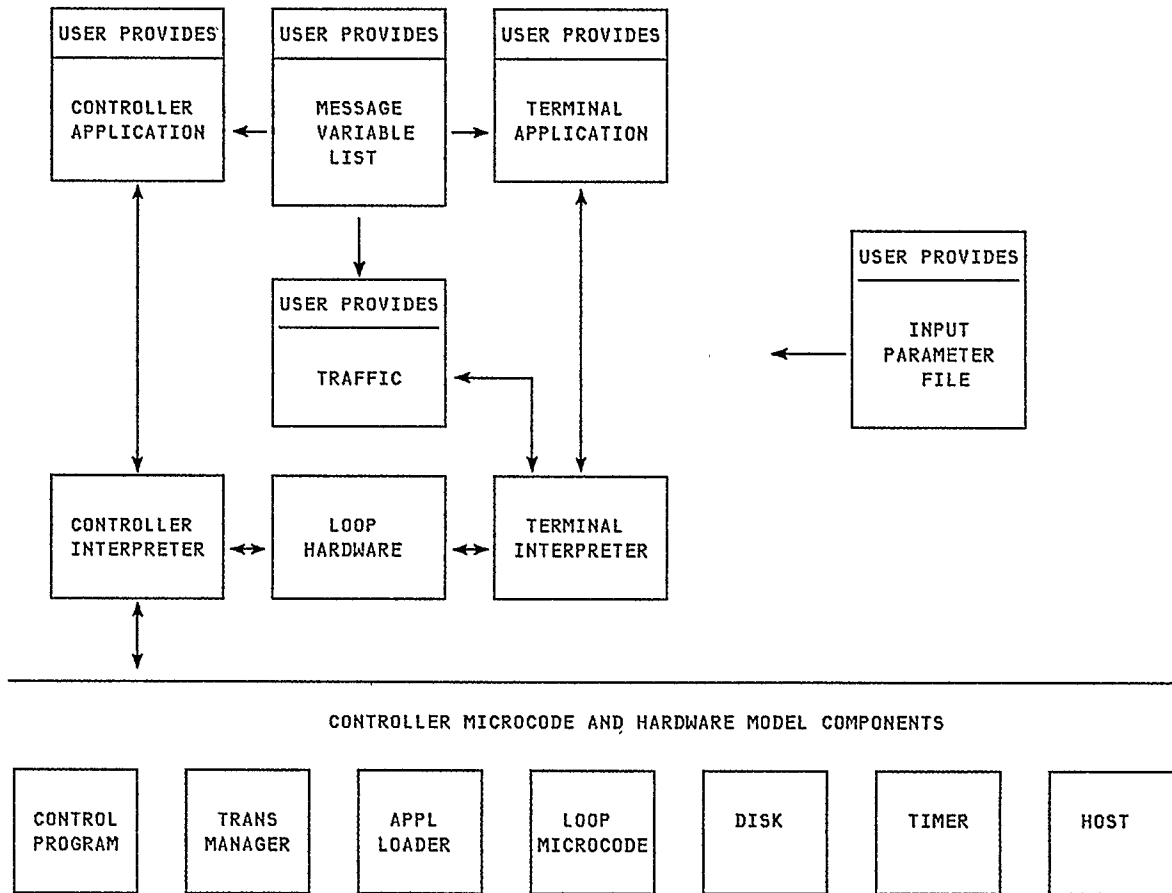 USER PROVIDES
CONTROLLER
APPLICATION
USER PROVIDES
MESSAGE
VARIABLE
LIST
USER PROVIDES
TERMINAL
APPLICATION
USER PROVIDES
TRAFFIC
USER PROVIDES
INPUT
PARAMETER
FILE
CONTROLLER
INTERPRETER
LOOP
HARDWARE
TERMINAL
INTERPRETER
CONTROLLER MICROCODE AND HARDWARE MODEL COMPONENTS
CONTROL
PROGRAM
TRANS
MANAGER
APPL
LOADER
LOOP
MICROCODE
DISK
TIMER
HOST